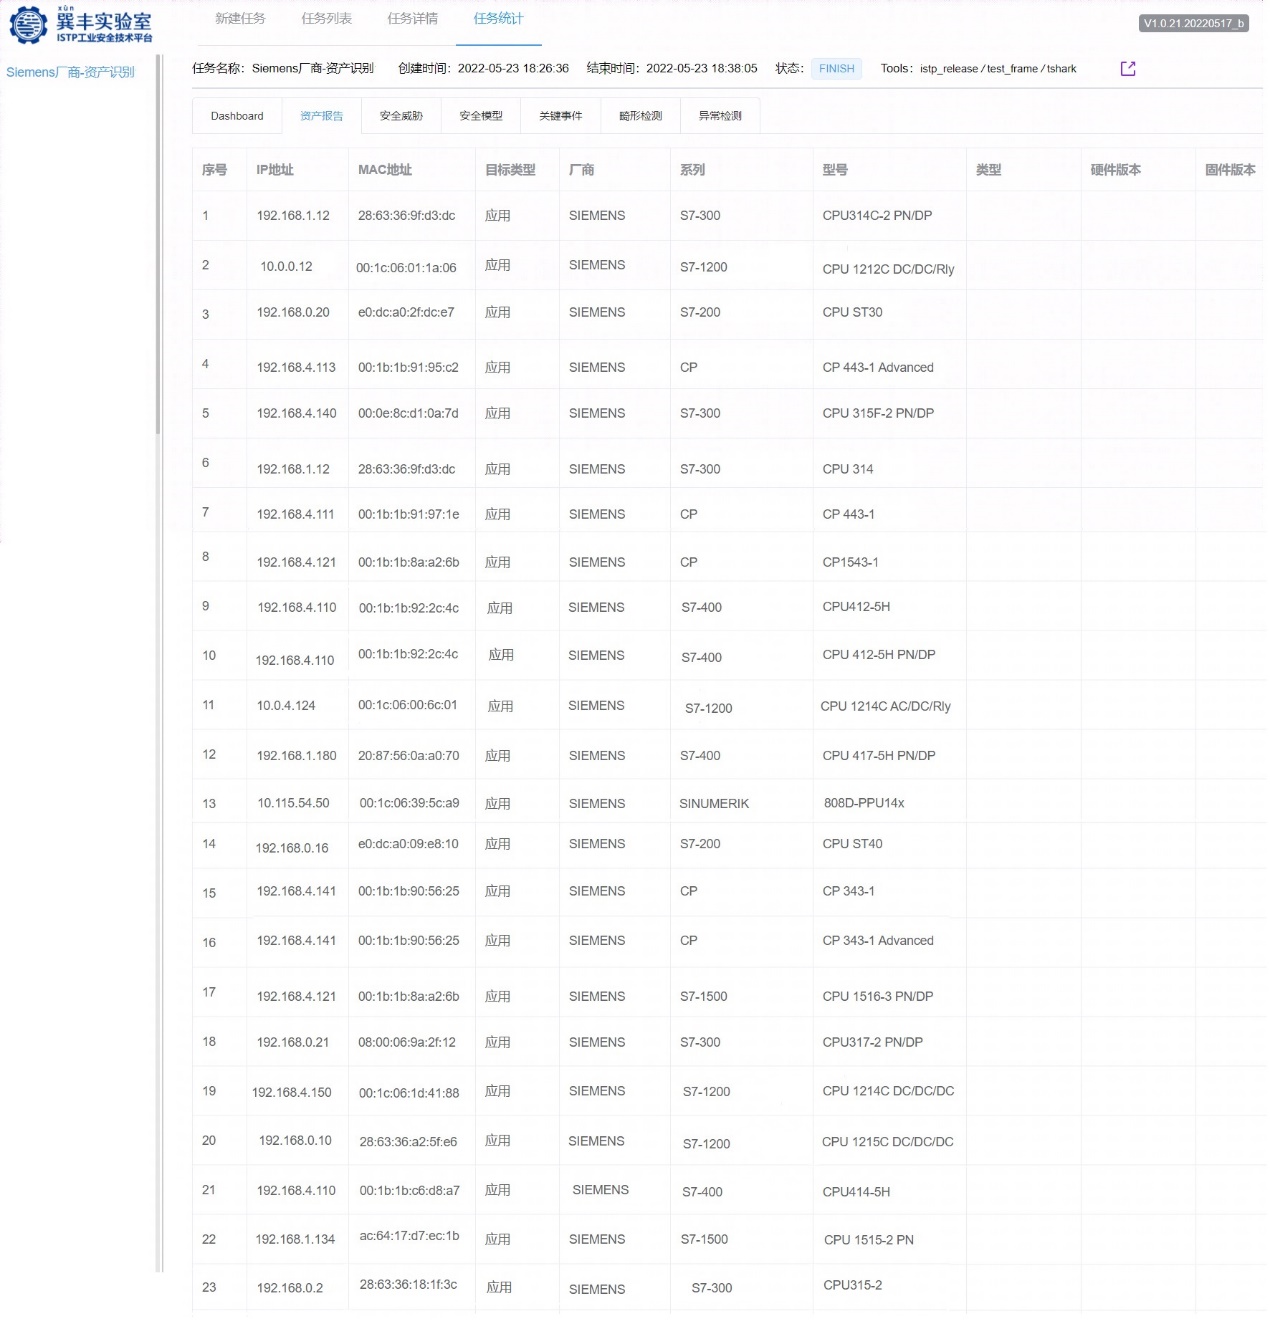 xùn
巽丰实验室
ISTP工业安全技术平台
新建任务 任务列表 任务详情 任务统计
V1.0.21.20220517_b
Siemens厂商-资产识别
任务名称: Siemens厂商-资产识别 创建时间: 2022-05-23 18:26:36 结束时间: 2022-05-23 18:38:05 状态: FINISH Tools: istp_release / test_frame / tshark
Dashboard 资产报告 安全威胁 安全模型 关键事件 畸形检测 异常检测
序号 IP地址 MAC地址 目标类型 厂商 系列 型号 类型 硬件版本 固件版本
1 192.168.1.12 28:63:36:9f:d3:dc 应用 SIEMENS S7-300 CPU314C-2 PN/DP
2 10.0.0.12 00:1c:06:01:1a:06 应用 SIEMENS S7-1200 CPU 1212C DC/DC/Rly
3 192.168.0.20 e0:dc:a0:2f:dc:e7 应用 SIEMENS S7-200 CPU ST30
4 192.168.4.113 00:1b:1b:91:95:c2 应用 SIEMENS CP CP 443-1 Advanced
5 192.168.4.140 00:0e:8c:d1:0a:7d 应用 SIEMENS S7-300 CPU 315F-2 PN/DP
6 192.168.1.12 28:63:36:9f:d3:dc 应用 SIEMENS S7-300 CPU 314
7 192.168.4.111 00:1b:1b:91:97:1e 应用 SIEMENS CP CP 443-1
8 192.168.4.121 00:1b:1b:8a:a2:6b 应用 SIEMENS CP CP1543-1
9 192.168.4.110 00:1b:1b:92:2c:4c 应用 SIEMENS S7-400 CPU412-5H
10 192.168.4.110 00:1b:1b:92:2c:4c 应用 SIEMENS S7-400 CPU 412-5H PN/DP
11 10.0.4.124 00:1c:06:00:6c:01 应用 SIEMENS S7-1200 CPU 1214C AC/DC/Rly
12 192.168.1.180 20:87:56:0a:a0:70 应用 SIEMENS S7-400 CPU 417-5H PN/DP
13 10.115.54.50 00:1c:06:39:5c:a9 应用 SIEMENS SINUMERIK 808D-PPU14x
14 192.168.0.16 e0:dc:a0:09:e8:10 应用 SIEMENS S7-200 CPU ST40
15 192.168.4.141 00:1b:1b:90:56:25 应用 SIEMENS CP CP 343-1
16 192.168.4.141 00:1b:1b:90:56:25 应用 SIEMENS CP CP 343-1 Advanced
17 192.168.4.121 00:1b:1b:8a:a2:6b 应用 SIEMENS S7-1500 CPU 1516-3 PN/DP
18 192.168.0.21 08:00:06:9a:2f:12 应用 SIEMENS S7-300 CPU317-2 PN/DP
19 192.168.4.150 00:1c:06:1d:41:88 应用 SIEMENS S7-1200 CPU 1214C DC/DC/DC
20 192.168.0.10 28:63:36:a2:5f:e6 应用 SIEMENS S7-1200 CPU 1215C DC/DC/DC
21 192.168.4.110 00:1b:1b:c6:d8:a7 应用 SIEMENS S7-400 CPU414-5H
22 192.168.1.134 ac:64:17:d7:ec:1b 应用 SIEMENS S7-1500 CPU 1515-2 PN
23 192.168.0.2 28:63:36:18:1f:3c 应用 SIEMENS S7-300 CPU315-2